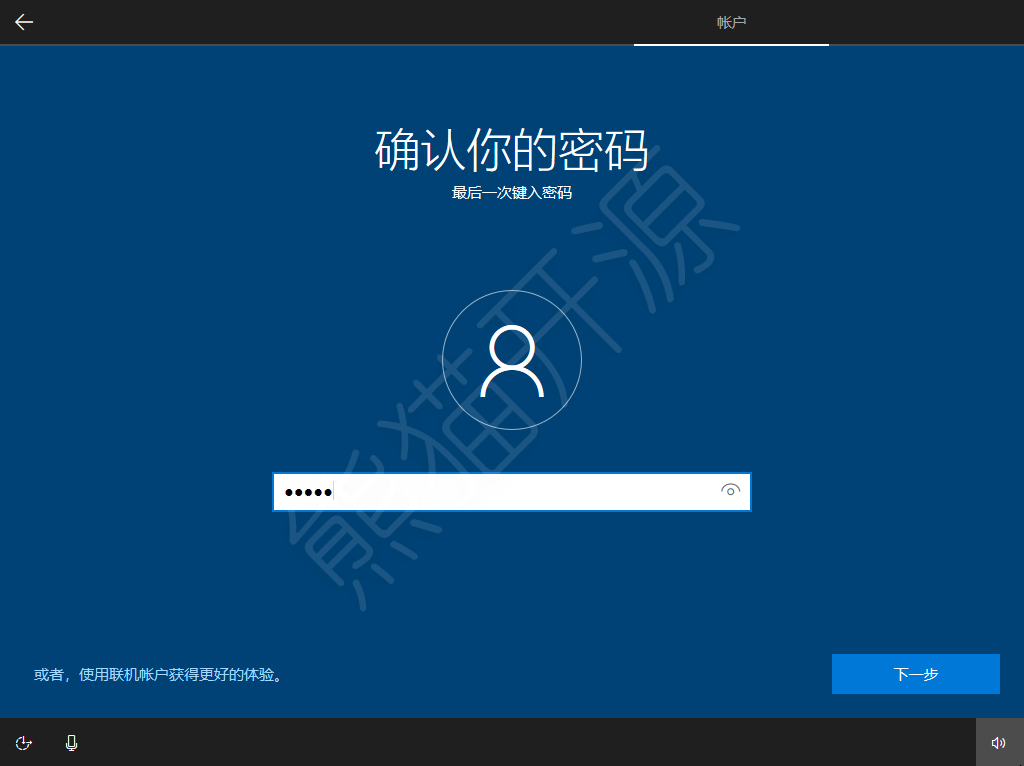 帐户
确认你的密码
最后一次键入密码
熊猫开源
●●●●●
或者，使用联机帐户获得更好的体验。
下一步